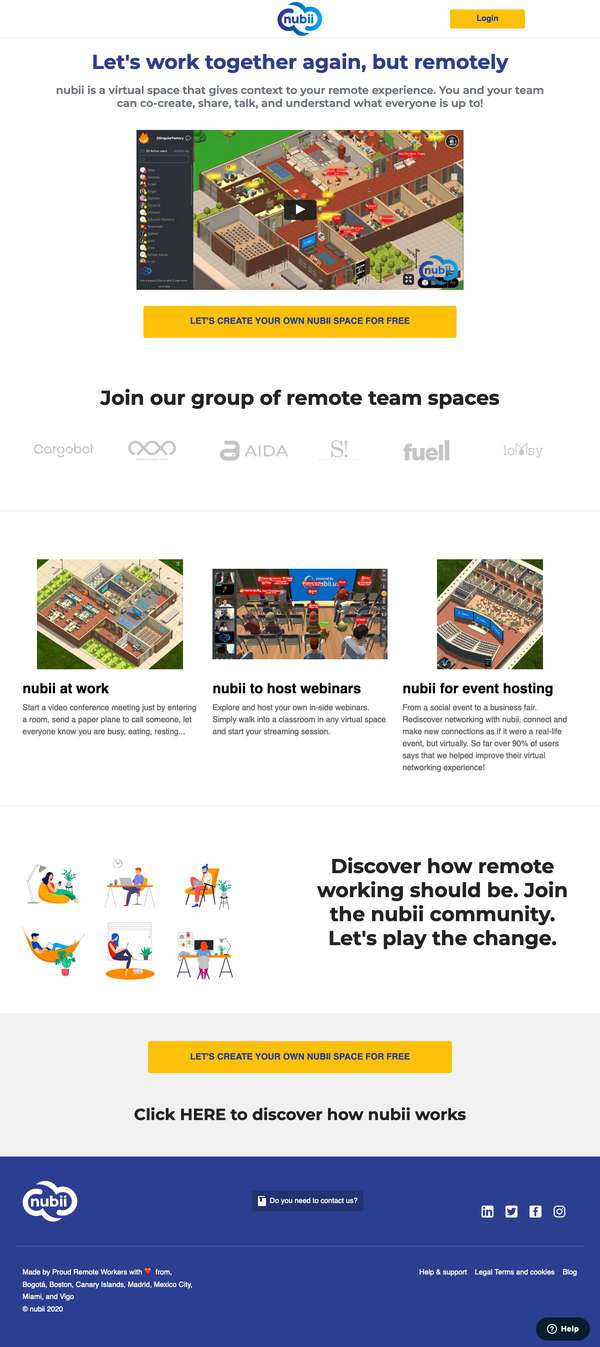 nubii
Login
Let's work together again, but remotely
nubii is a virtual space that gives context to your remote experience. You and your team
can co-create, share, talk, and understand what everyone is up to!
nubii
LET'S CREATE YOUR OWN NUBII SPACE FOR FREE
Join our group of remote team spaces
Cargobot
AIDA
S!
fuell
nubii at work
Start a video conference meeting just by entering
a room, send a paper plane to call someone, let
everyone know you are busy, eating, resting...
nubii to host webinars
Explore and host your own in-side webinars.
Simply walk into a classroom in any virtual space
and start your streaming session.
nubii for event hosting
From a social event to a business fair.
Rediscover networking with nubii, connect and
make new connections as if it were a real-life
event, but virtually. So far over 90% of users
says that we helped improve their virtual
networking experience!
Discover how remote
working should be. Join
the nubii community.
Let's play the change.
LET'S CREATE YOUR OWN NUBII SPACE FOR FREE
Click HERE to discover how nubii works
nubii
Do you need to contact us?
Made by Proud Remote Workers with ❤️ from,
Bogotá, Boston, Canary Islands, Madrid, Mexico City,
Miami, and Vigo
© nubii 2020
Help & support Legal Terms and cookies Blog
Help